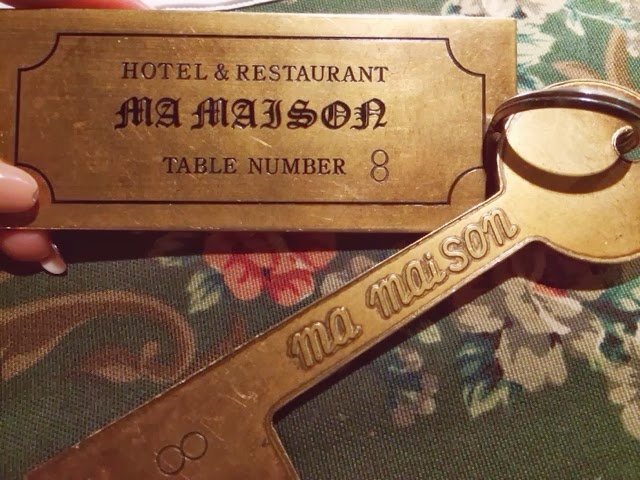 HOTEL & RESTAURANT
MA MAISON
TABLE NUMBER 8
ma maison
8